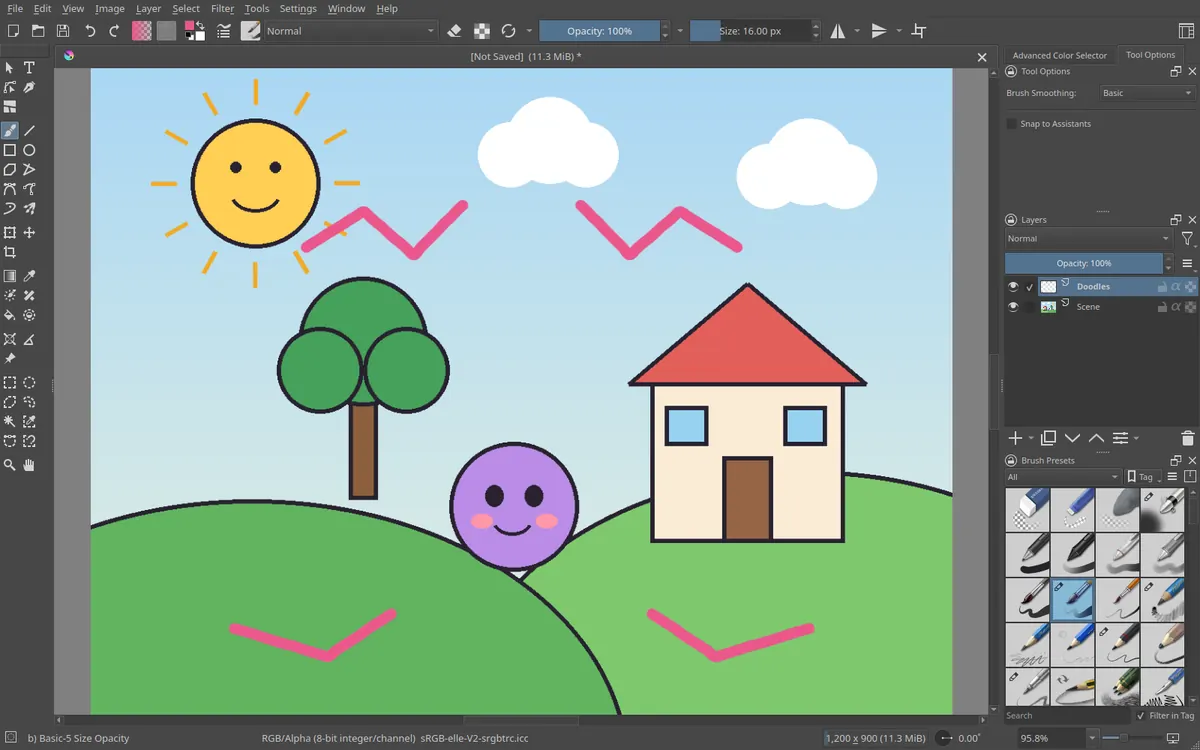 File Edit View Image Layer Select Filter Tools Settings Window Help
Normal Opacity: 100% Size: 16.00 px
[Not Saved] (11.3 MiB) *
Advanced Color Selector Tool Options
Tool Options
Brush Smoothing: Basic
Snap to Assistants
Layers
Normal
Opacity: 100%
Doodles
Scene
Brush Presets
All Tag
Search Filter in Tag
b) Basic-5 Size Opacity RGB/Alpha (8-bit integer/channel) sRGB-elle-V2-srgbtrc.icc 1,200 x 900 (11.3 MiB) 0.00° 95.8%